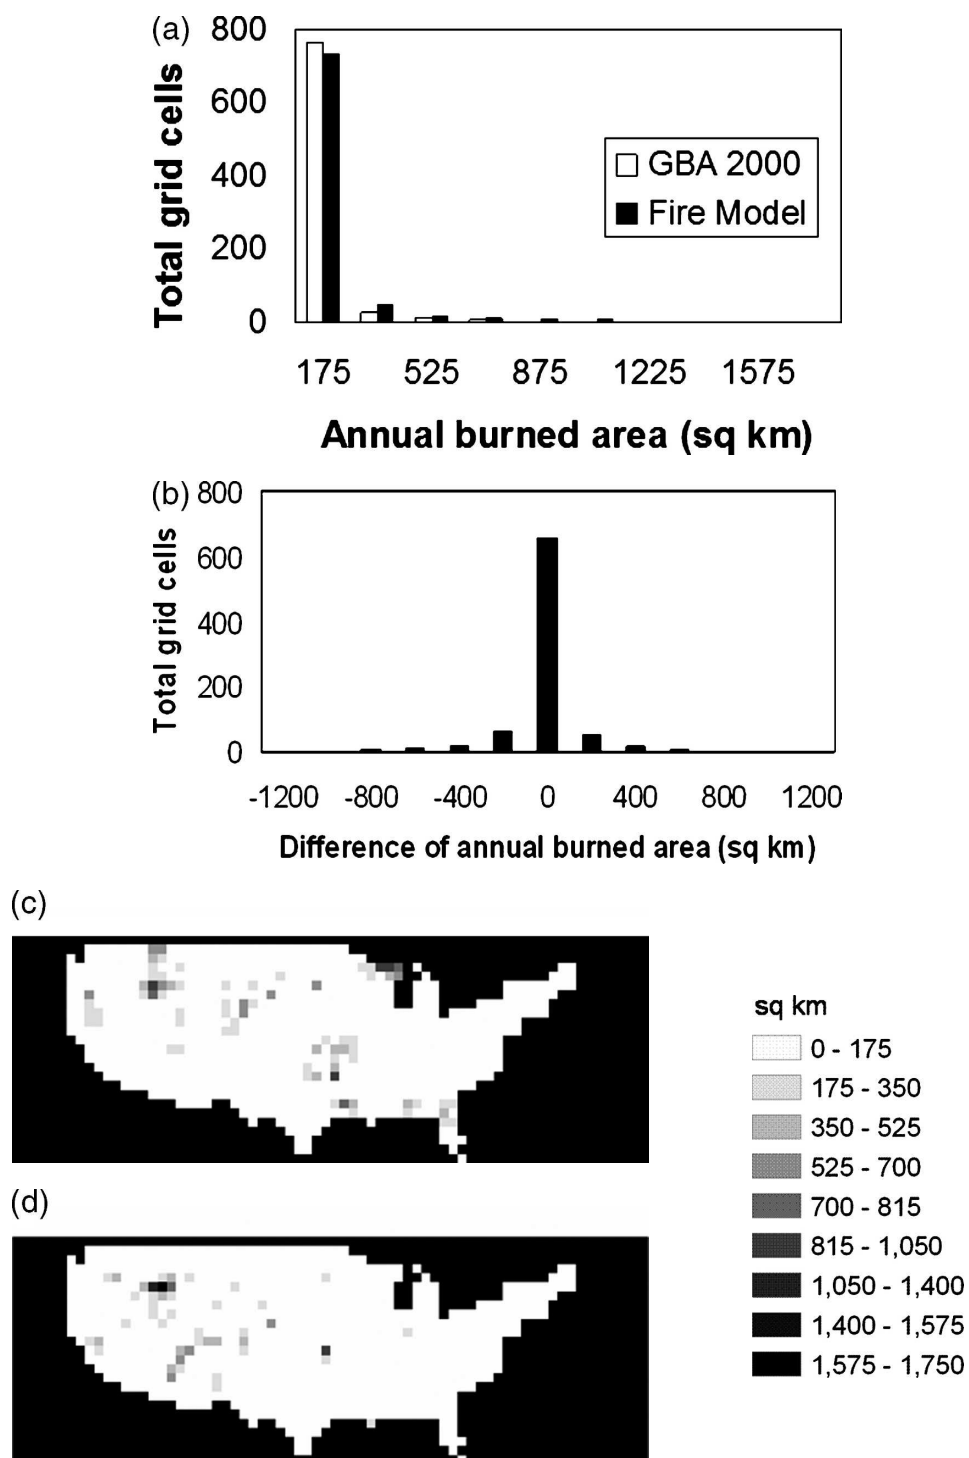 (a)
800
600
400
200
0
Total grid cells
GBA 2000
Fire Model
175 525 875 1225 1575
Annual burned area (sq km)
(b)
800
600
400
200
0
Total grid cells
-1200 -800 -400 0 400 800 1200
Difference of annual burned area (sq km)
(c)
(d)
sq km
0 - 175
175 - 350
350 - 525
525 - 700
700 - 815
815 - 1,050
1,050 - 1,400
1,400 - 1,575
1,575 - 1,750